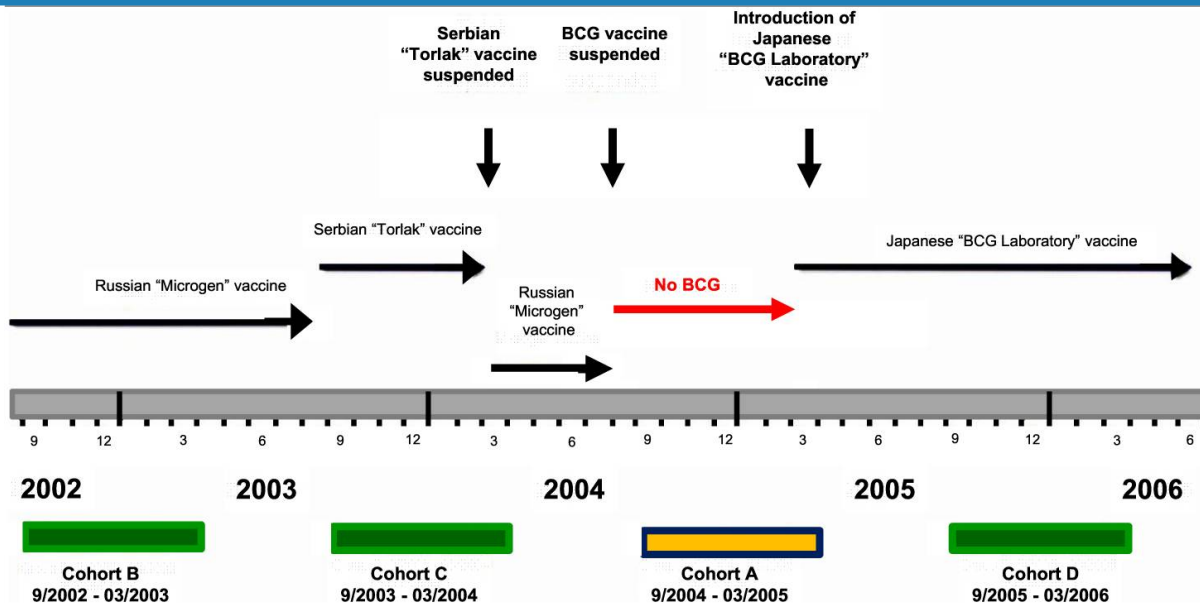 Serbian
“Torlak” vaccine
suspended
BCG vaccine
suspended
Introduction of
Japanese
“BCG Laboratory”
vaccine
Serbian “Torlak” vaccine
Japanese “BCG Laboratory” vaccine
Russian “Microgen” vaccine
Russian
“Microgen”
vaccine
No BCG
9 12 3 6 9 12 3 6 9 12 3 6 9 12 3 6
2002 2003 2004 2005 2006
Cohort B
9/2002 - 03/2003
Cohort C
9/2003 - 03/2004
Cohort A
9/2004 - 03/2005
Cohort D
9/2005 - 03/2006